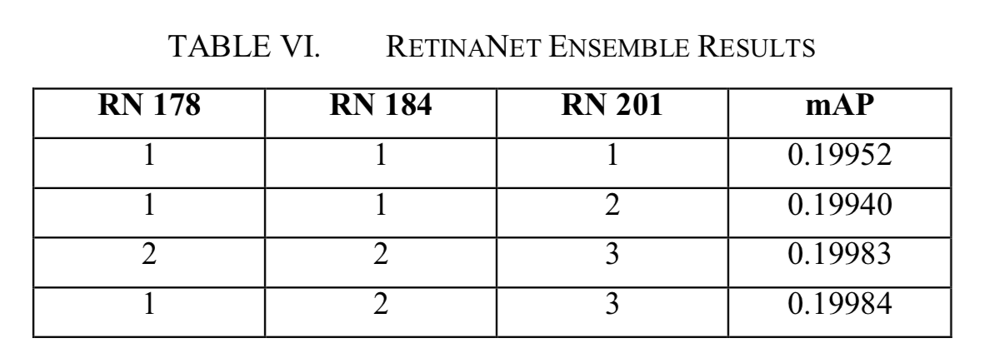 TABLE VI. RETINANET ENSEMBLE RESULTS
RN 178 RN 184 RN 201 mAP
1 1 1 0.19952
1 1 2 0.19940
2 2 3 0.19983
1 2 3 0.19984